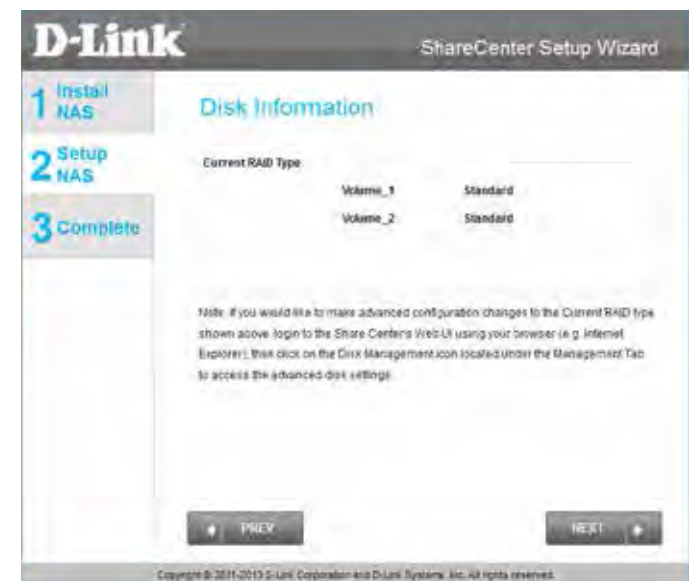 D-Link
ShareCenter Setup Wizard
1 Install
NAS
2 Setup
NAS
3 Complete
Disk Information
Current RAID Type
Volume_1 Standard
Volume_2 Standard
Note: If you would like to make advanced configuration changes to the Current RAID type
shown above, login to the Share Center's Web UI using your browser (e.g. Internet
Explorer), then click on the Disk Management icon located under the Management Tab
to access the advanced disk settings.
PREV
NEXT
Copyright © 2011-2013 D-Link Corporation and D-Link Systems, Inc. All rights reserved.